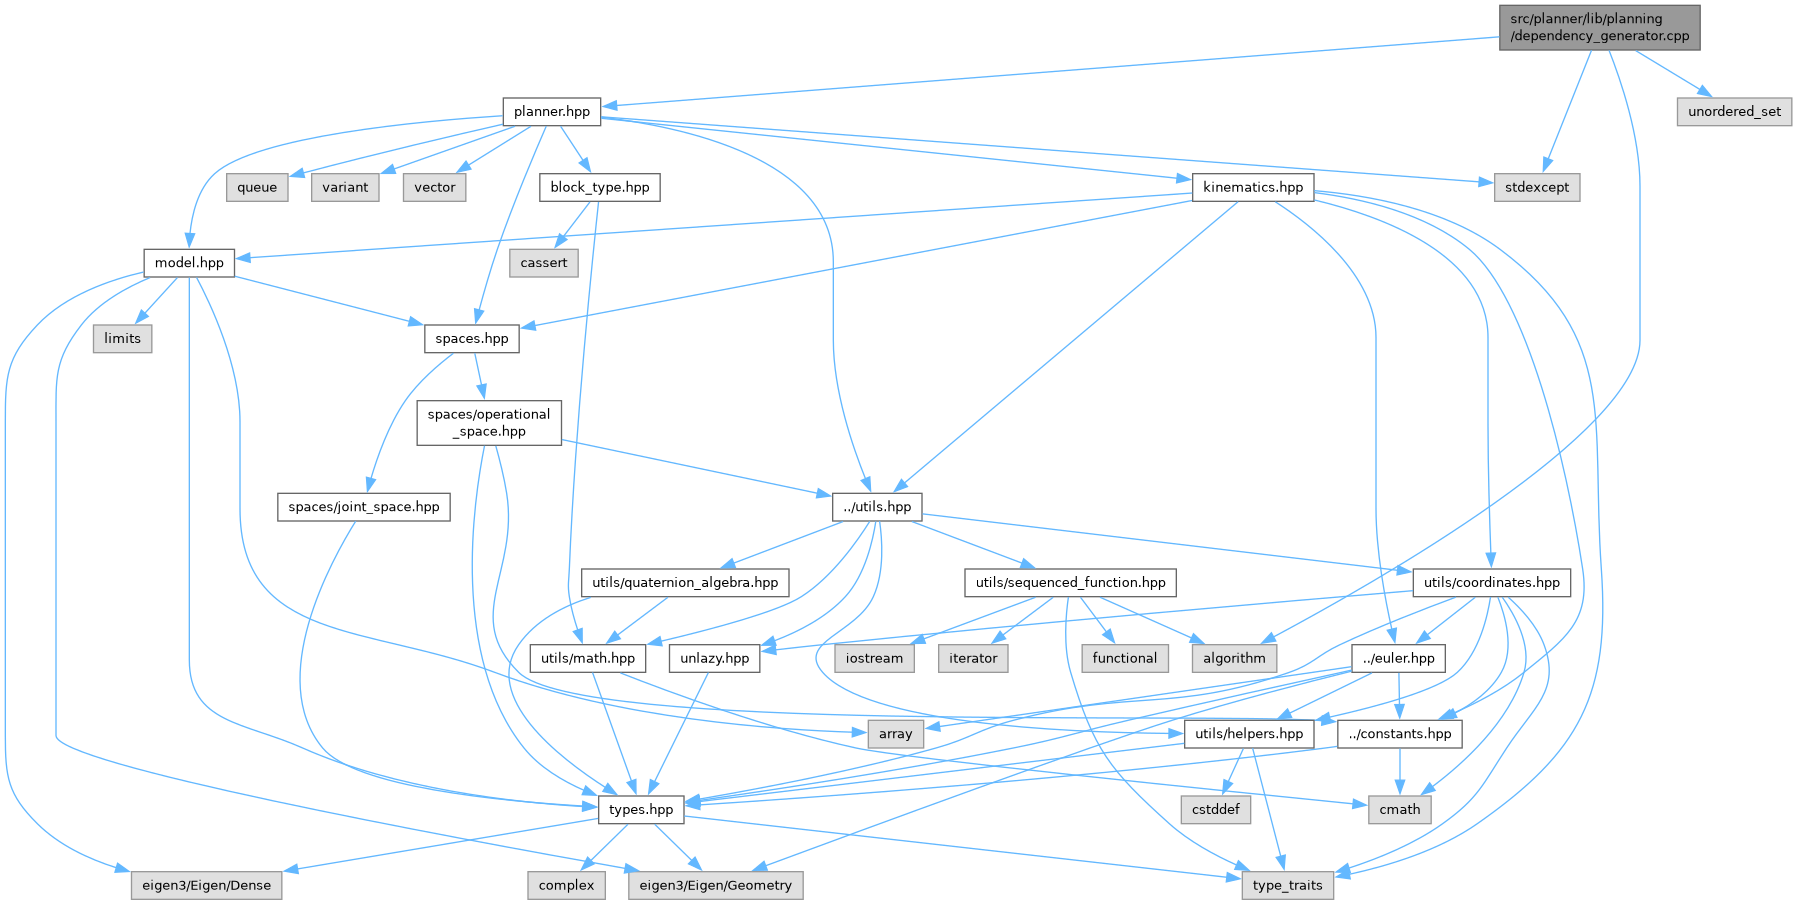 src/planner/lib/planning
/dependency_generator.cpp
planner.hpp
unordered_set
queue
variant
vector
block_type.hpp
kinematics.hpp
stdexcept
model.hpp
cassert
limits
spaces.hpp
spaces/operational
_space.hpp
spaces/joint_space.hpp
../utils.hpp
utils/quaternion_algebra.hpp
utils/sequenced_function.hpp
utils/coordinates.hpp
utils/math.hpp
unlazy.hpp
iostream
iterator
functional
algorithm
../euler.hpp
array
utils/helpers.hpp
../constants.hpp
types.hpp
cstddef
cmath
eigen3/Eigen/Dense
complex
eigen3/Eigen/Geometry
type_traits